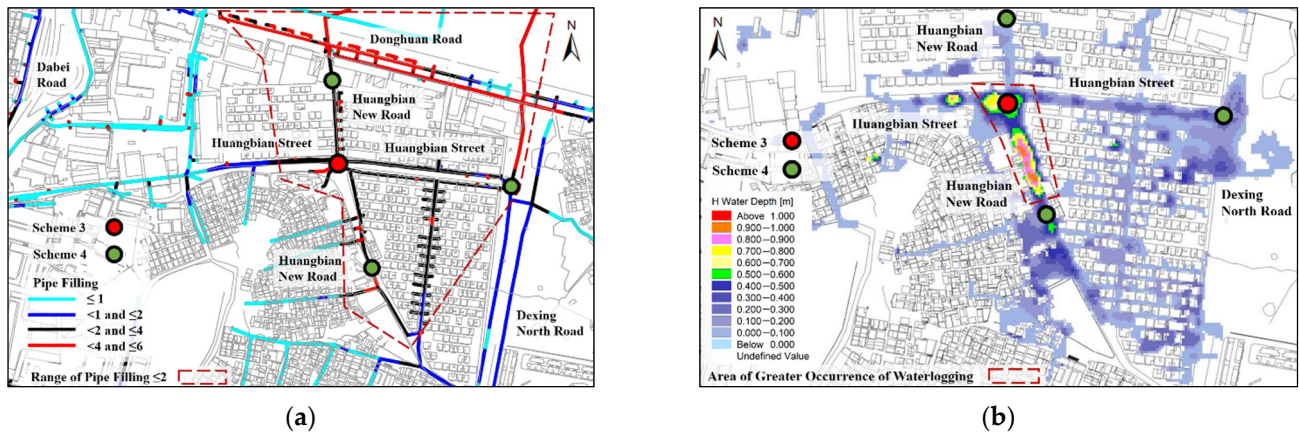 N
Donghuan Road
Dabei
Road
Huangbian
New Road
Huangbian Street
Huangbian Street
Scheme 3
Scheme 4
Huangbian
New Road
Pipe Filling
≤ 1
<1 and ≤2
<2 and ≤4
<4 and ≤6
Dexing
North Road
Range of Pipe Filling ≤2
(a)
N
Huangbian
New Road
Huangbian Street
Huangbian Street
Scheme 3
Scheme 4
Huangbian
New Road
Dexing
North Road
H Water Depth [m]
Above 1.000
0.900−1.000
0.800−0.900
0.700−0.800
0.600−0.700
0.500−0.600
0.400−0.500
0.300−0.400
0.200−0.300
0.100−0.200
0.000−0.100
Below 0.000
Undefined Value
Area of Greater Occurrence of Waterlogging
(b)